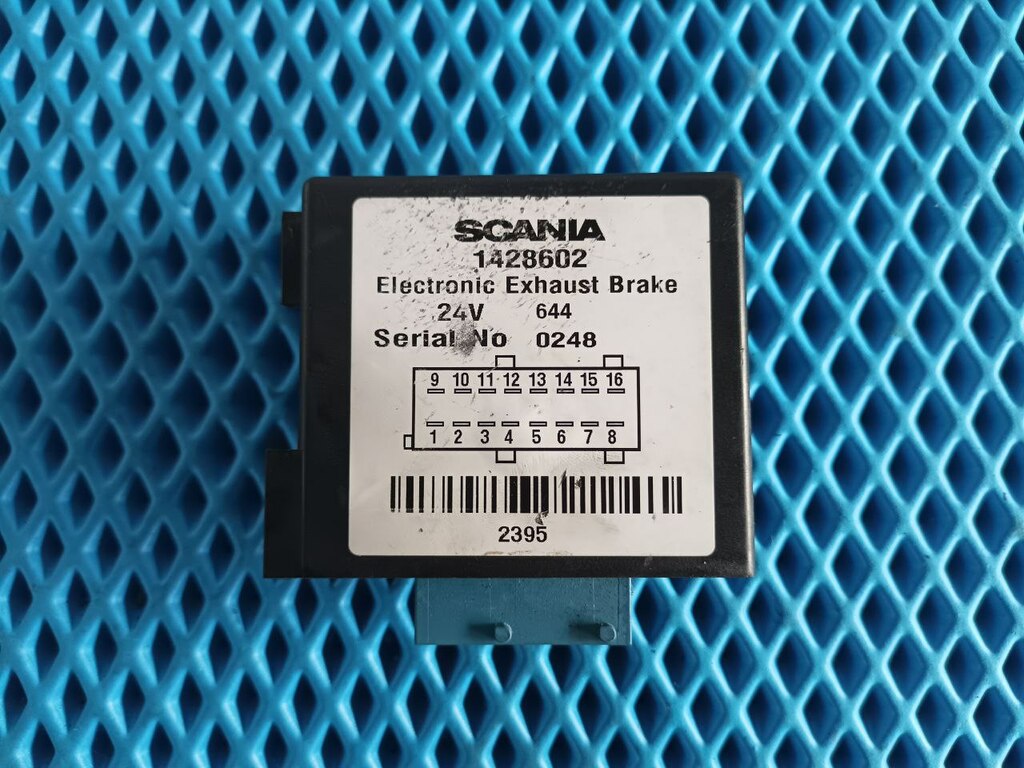 SCANIA
1428602
Electronic Exhaust Brake
24V 644
Serial No 0248
9 10 11 12 13 14 15 16
1 2 3 4 5 6 7 8
2395